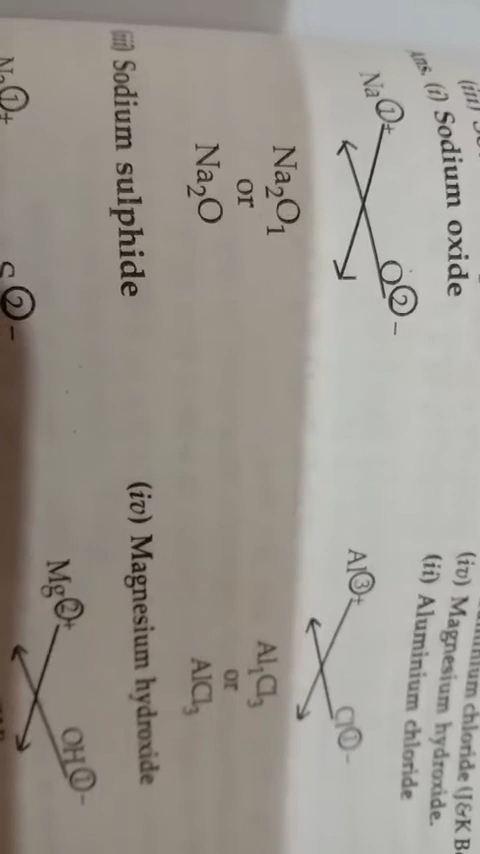 (iv) Magnesium hydroxide.
Ans. (i) Sodium oxide
(ii) Aluminium chloride
Na①+ O②−
Al③+ Cl①−
Na₂O₁
or
Na₂O
Al₁Cl₃
or
AlCl₃
(iii) Sodium sulphide
(iv) Magnesium hydroxide
Mg②+ OH①−